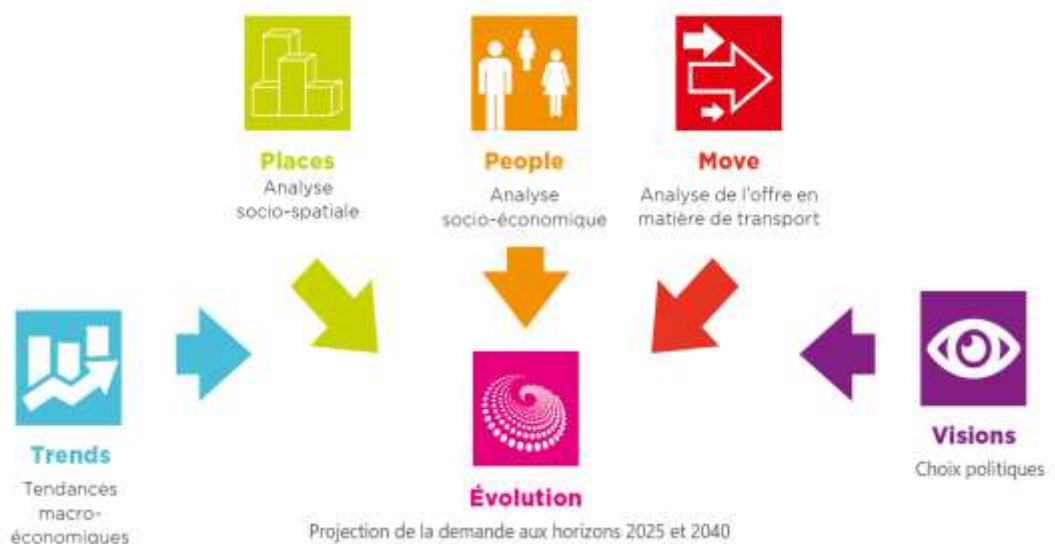 Places
Analyse
socio-spatiale
People
Analyse
socio-économique
Move
Analyse de l'offre en
matière de transport
Trends
Tendances
macro-
économiques
Visions
Choix politiques
Évolution
Projection de la demande aux horizons 2025 et 2040